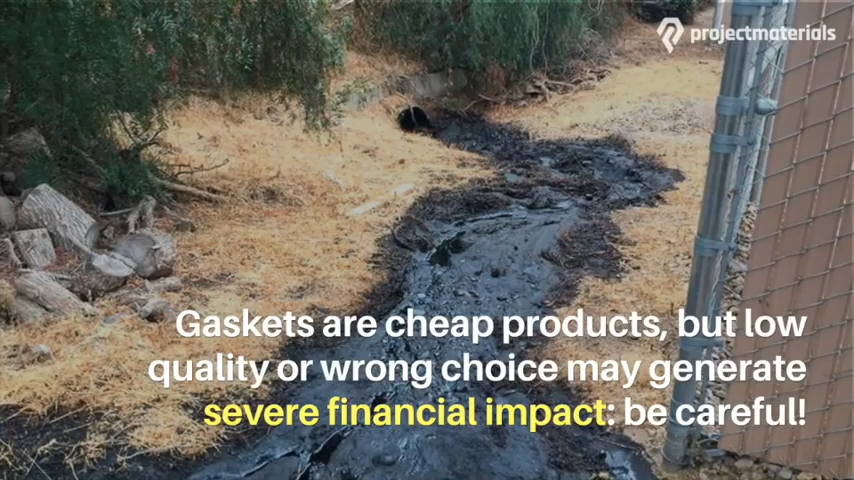 projectmaterials
Gaskets are cheap products, but low
quality or wrong choice may generate
severe financial impact: be careful!